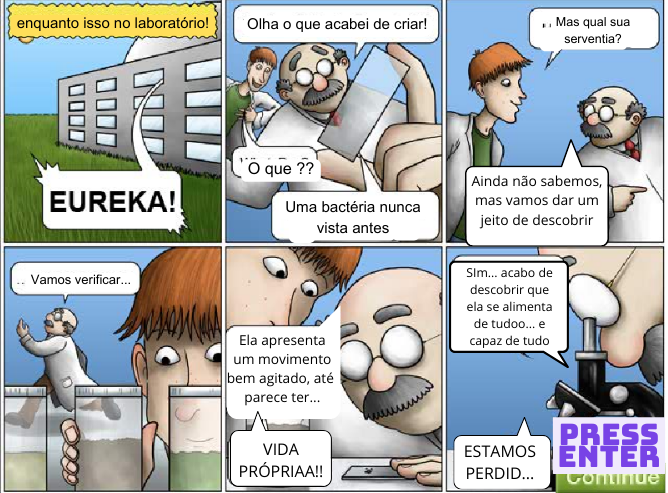 enquanto isso no laboratório!
EUREKA!
Olha o que acabei de criar!
O que ??
Uma bactéria nunca
vista antes
Mas qual sua
serventia?
Ainda não sabemos,
mas vamos dar um
jeito de descobrir
Vamos verificar...
Ela apresenta
um movimento
bem agitado, até
parece ter...
VIDA
PRÓPRIAA!!
SIm... acabo de
descobrir que
ela se alimenta
de tudoo... e
capaz de tudo
ESTAMOS
PERDID...
PRESS
ENTER
Continue